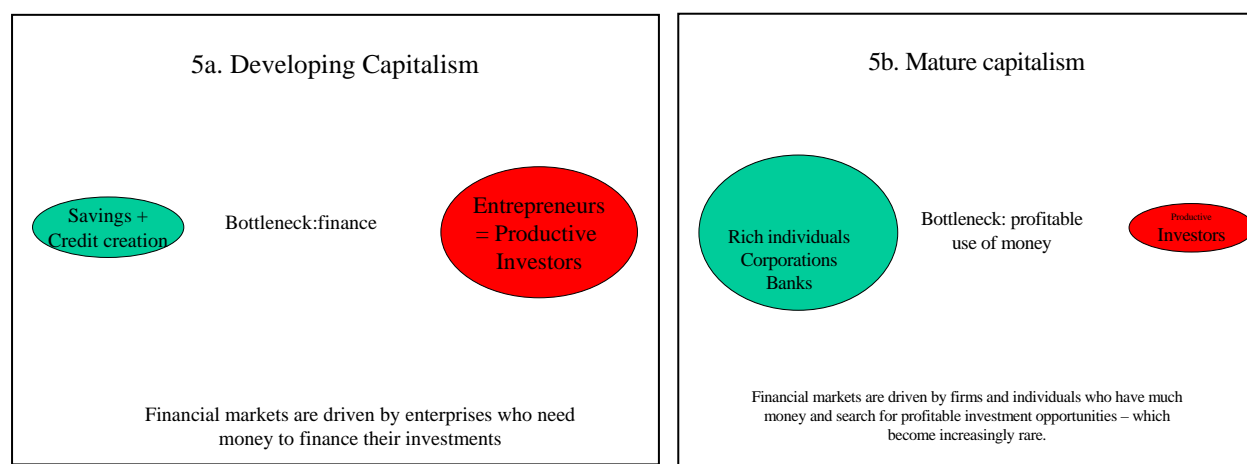 5a. Developing Capitalism
Savings +
Credit creation
Bottleneck:finance
Entrepreneurs
= Productive
Investors
Financial markets are driven by enterprises who need
money to finance their investments
5b. Mature capitalism
Rich individuals
Corporations
Banks
Bottleneck: profitable
use of money
Productive
Investors
Financial markets are driven by firms and individuals who have much
money and search for profitable investment opportunities – which
become increasingly rare.